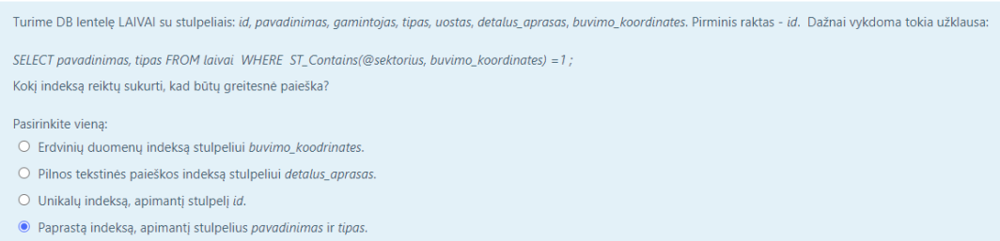 Turime DB lentelę LAIVAI su stulpeliais: id, pavadinimas, gamintojas, tipas, uostas, detalus_aprasas, buvimo_koordinates. Pirminis raktas - id. Dažnai vykdoma tokia užklausa:
SELECT pavadinimas, tipas FROM laivai WHERE ST_Contains(@sektorius, buvimo_koordinates) =1 ;
Kokį indeksą reiktų sukurti, kad būtų greitesnė paieška?
Pasirinkite vieną:
Erdvinių duomenų indeksą stulpeliui buvimo_koodrinates.
Pilnos tekstinės paieškos indeksą stulpeliui detalus_aprasas.
Unikalų indeksą, apimantį stulpelį id.
Paprastą indeksą, apimantį stulpelius pavadinimas ir tipas.